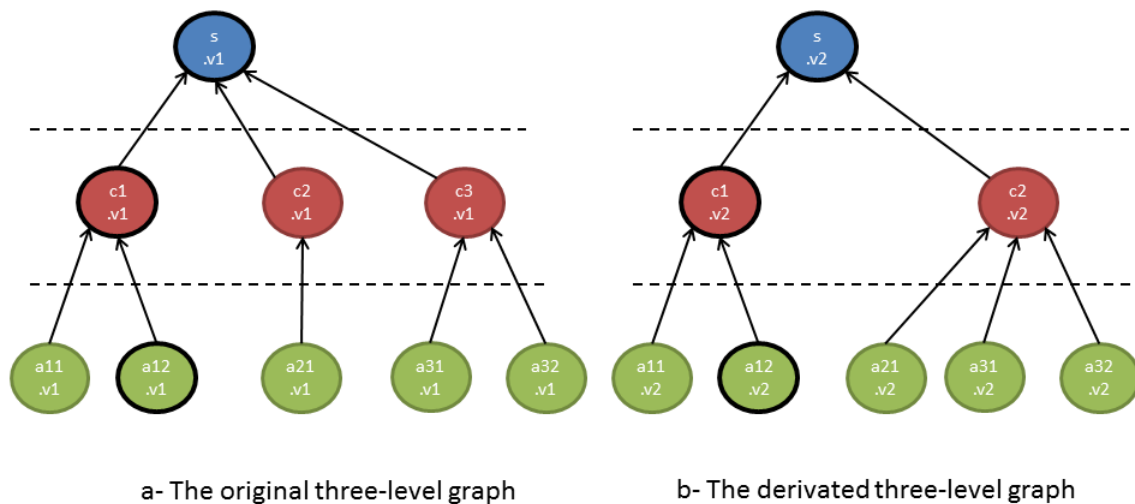 s
.v1
s
.v2
c1
.v1
c2
.v1
c3
.v1
c1
.v2
c2
.v2
a11
.v1
a12
.v1
a21
.v1
a31
.v1
a32
.v1
a11
.v2
a12
.v2
a21
.v2
a31
.v2
a32
.v2
a- The original three-level graph
b- The derivated three-level graph